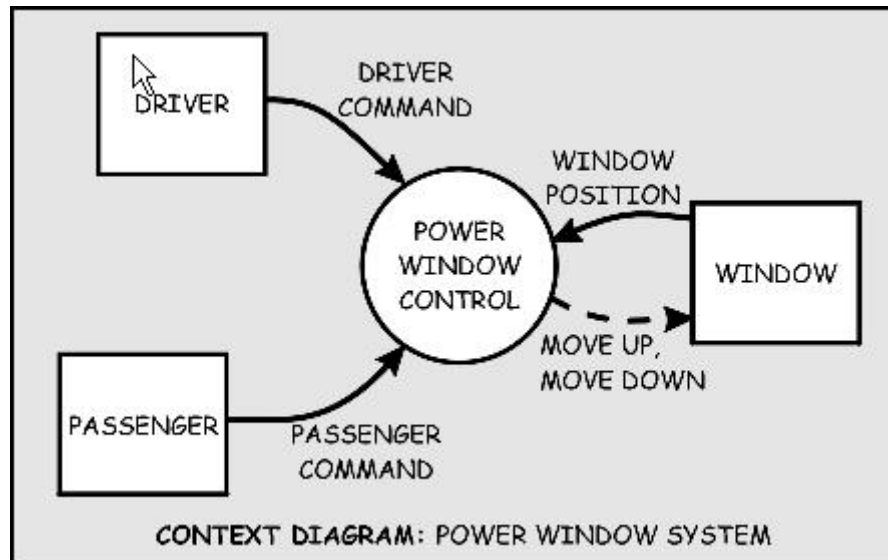 DRIVER
DRIVER
COMMAND
WINDOW
POSITION
POWER
WINDOW
CONTROL
WINDOW
MOVE UP,
MOVE DOWN
PASSENGER
PASSENGER
COMMAND
CONTEXT DIAGRAM: POWER WINDOW SYSTEM